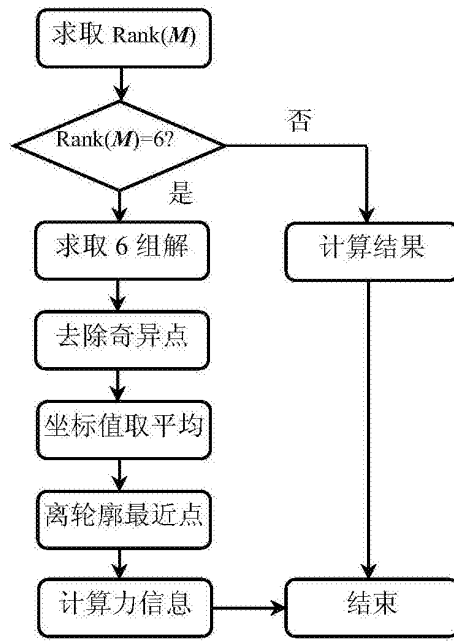 求取 Rank(M)
Rank(M)=6?
否
是
求取 6 组解
计算结果
去除奇异点
坐标值取平均
离轮廓最近点
计算力信息
结束